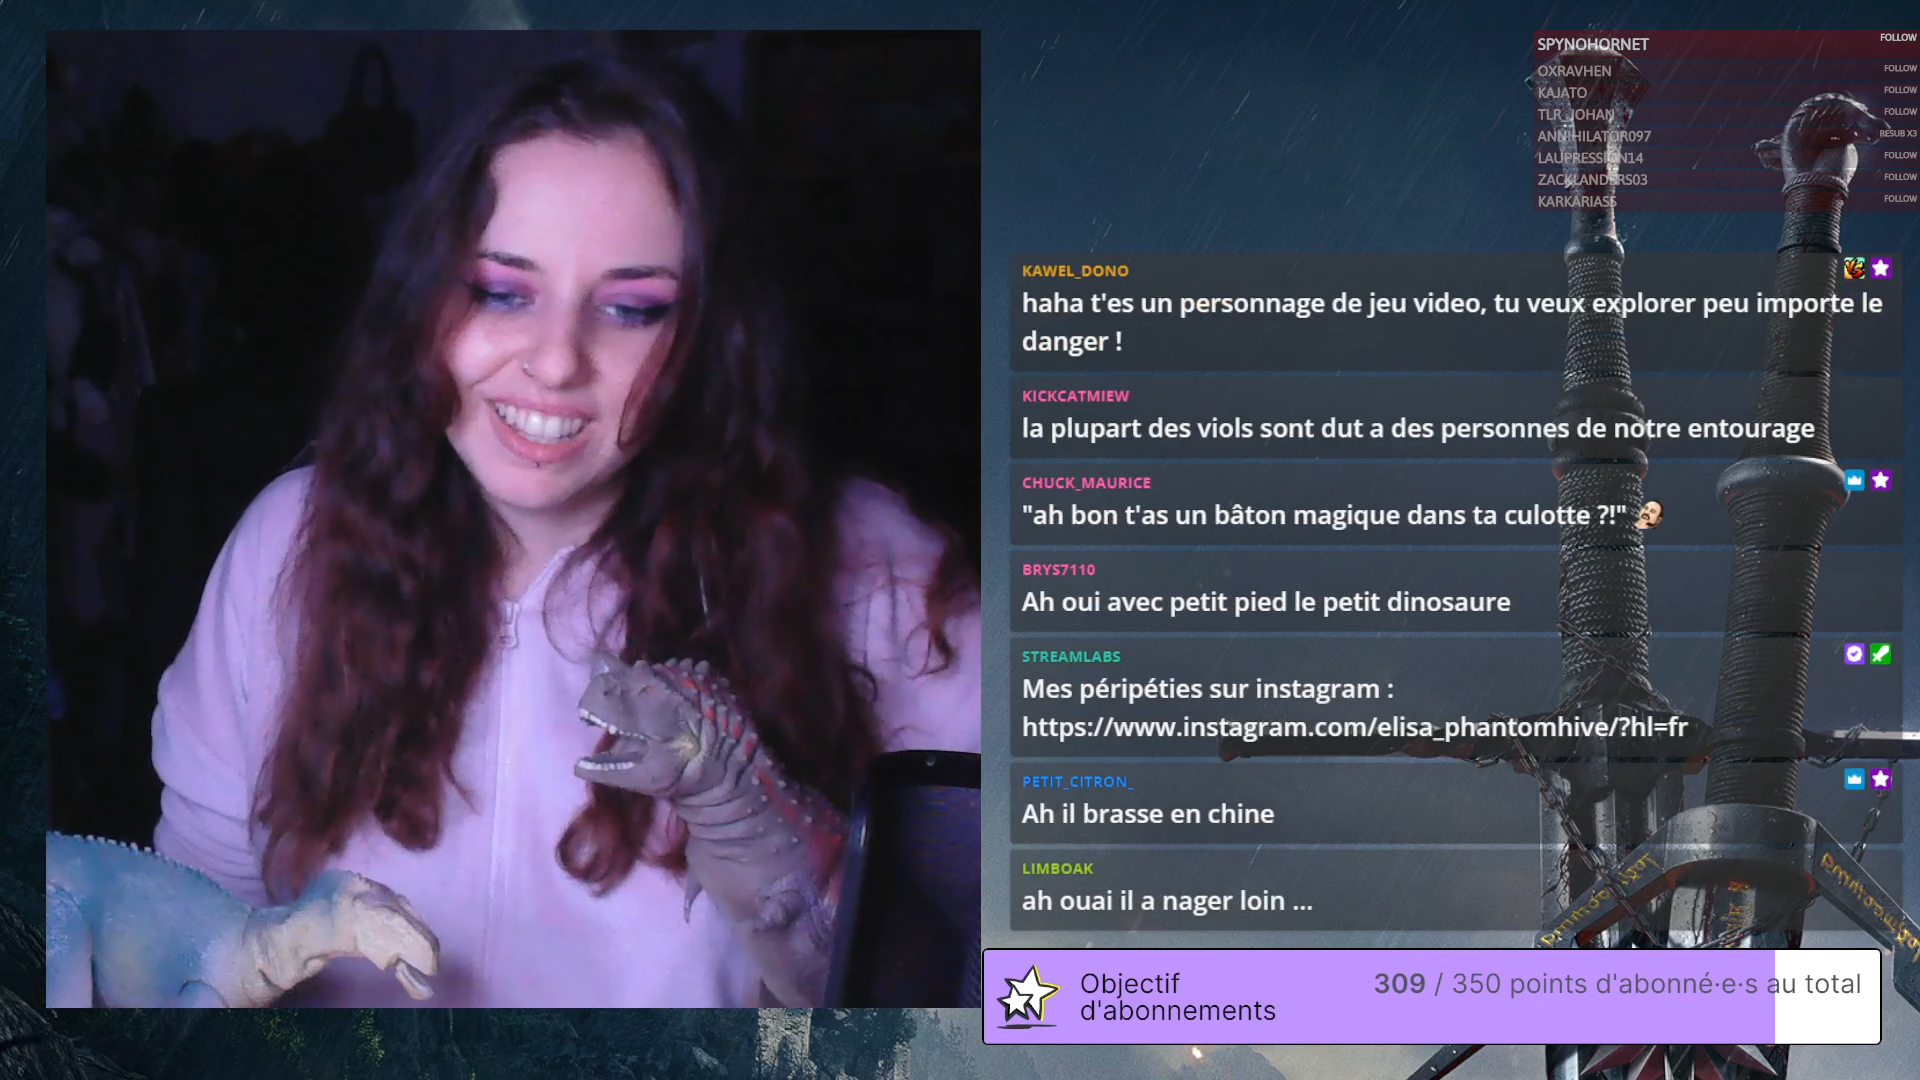 SPYNOHORNET FOLLOW
OXRAVHEN FOLLOW
KAJATO FOLLOW
TLR_JOHAN FOLLOW
ANNIHILATOR097 RESUB X3
LAUPRESSION14 FOLLOW
ZACKLANDERS03 FOLLOW
KARKARIASS FOLLOW
KAWEL_DONO
haha t'es un personnage de jeu video, tu veux explorer peu importe le
danger !
KICKCATMIEW
la plupart des viols sont dut a des personnes de notre entourage
CHUCK_MAURICE
"ah bon t'as un bâton magique dans ta culotte ?!"
BRYS7110
Ah oui avec petit pied le petit dinosaure
STREAMLABS
Mes péripéties sur instagram :
https://www.instagram.com/elisa_phantomhive/?hl=fr
PETIT_CITRON_
Ah il brasse en chine
LIMBOAK
ah ouai il a nager loin ...
Objectif
d'abonnements
309 / 350 points d'abonné·e·s au total